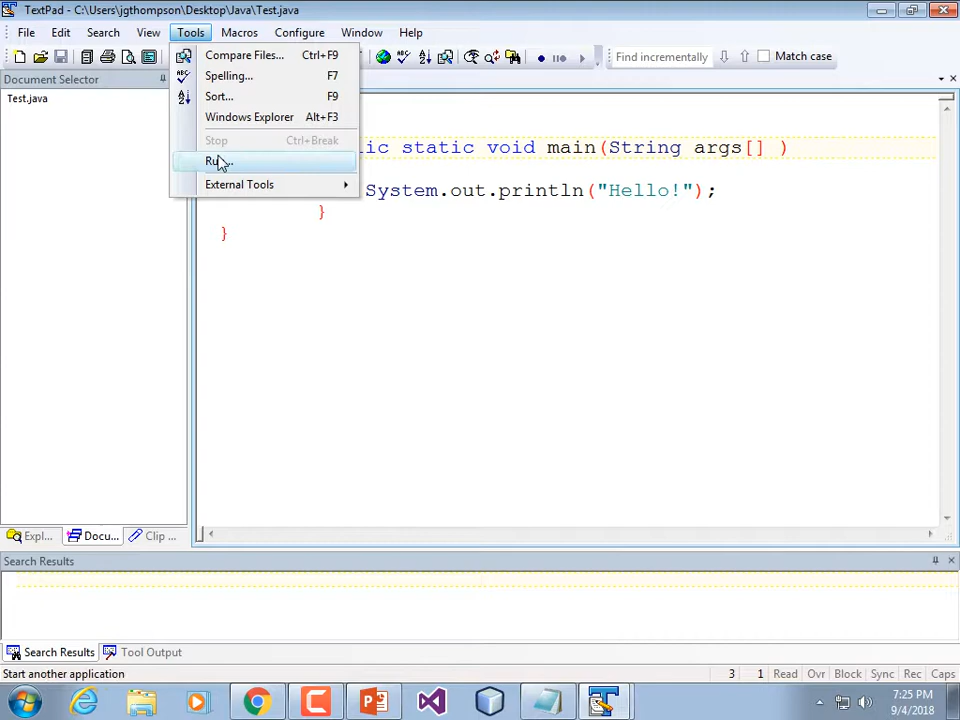 TextPad - C:\Users\jgthompson\Desktop\Java\Test.java
File Edit Search View Tools Macros Configure Window Help
Compare Files... Ctrl+F9
Find incrementally Match case
Document Selector
Spelling... F7
Test.java
Sort... F9
Windows Explorer Alt+F3
Stop Ctrl+Break
static void main(String args[] )
External Tools
System.out.println("Hello!");
}
}
Expl... Docu... Clip ...
Search Results
Search Results Tool Output
Start another application 3 1 Read Ovr Block Sync Rec Caps
7:25 PM
9/4/2018